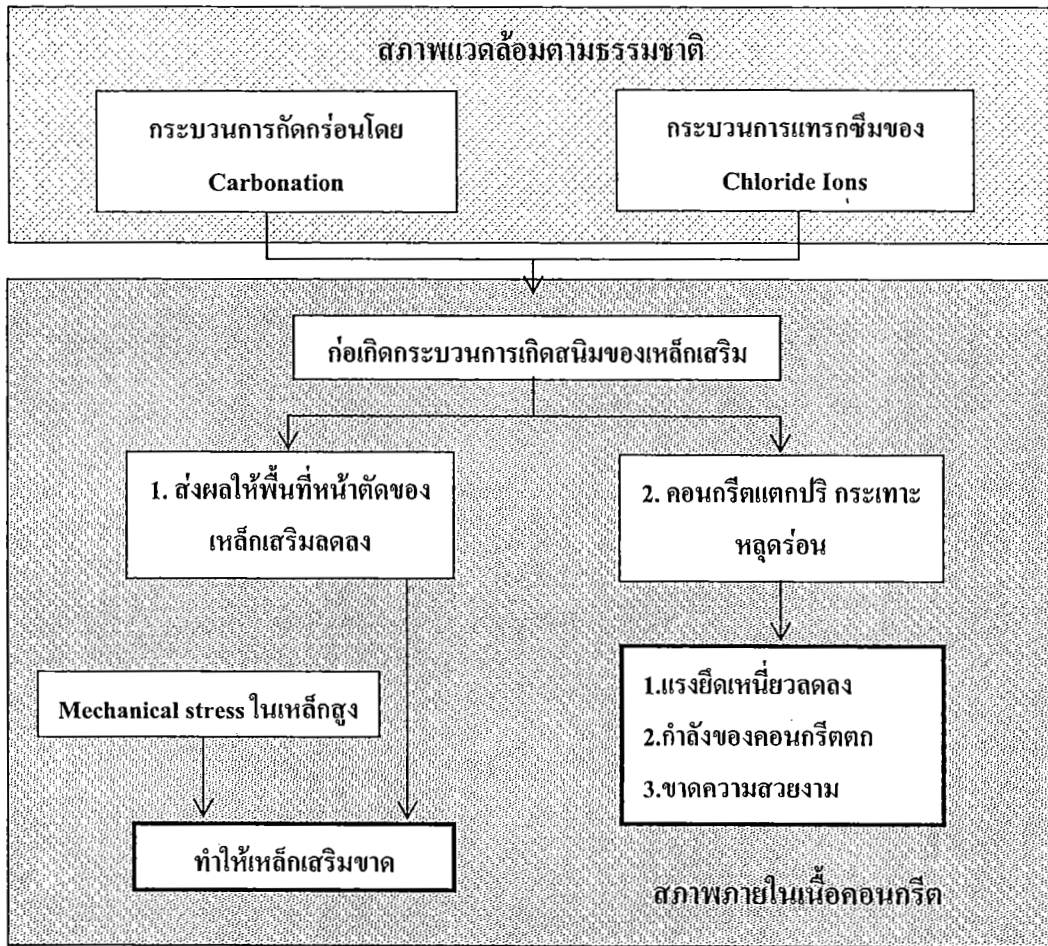 สภาพแวดล้อมตามธรรมชาติ
กระบวนการกัดกร่อนโดย
Carbonation
กระบวนการแทรกซึมของ
Chloride Ions
ก่อเกิดกระบวนการเกิดสนิมของเหล็กเสริม
1. ส่งผลให้พื้นที่หน้าตัดของ
เหล็กเสริมลดลง
2. คอนกรีตแตกปริ กระเทาะ
หลุดร่อน
Mechanical stress ในเหล็กสูง
1.แรงยึดเหนี่ยวลดลง
2.กำลังของคอนกรีตตก
3.ขาดความสวยงาม
ทำให้เหล็กเสริมขาด
สภาพภายในเนื้อคอนกรีต